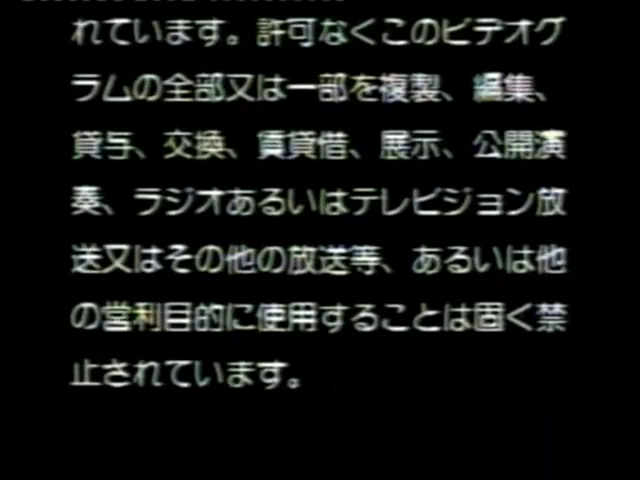 れています。許可なくこのビデオグ
ラムの全部又は一部を複製、編集、
貸与、交換、賃貸借、展示、公開演
奏、ラジオあるいはテレビジョン放
送又はその他の放送等、あるいは他
の営利目的に使用することは固く禁
止されています。